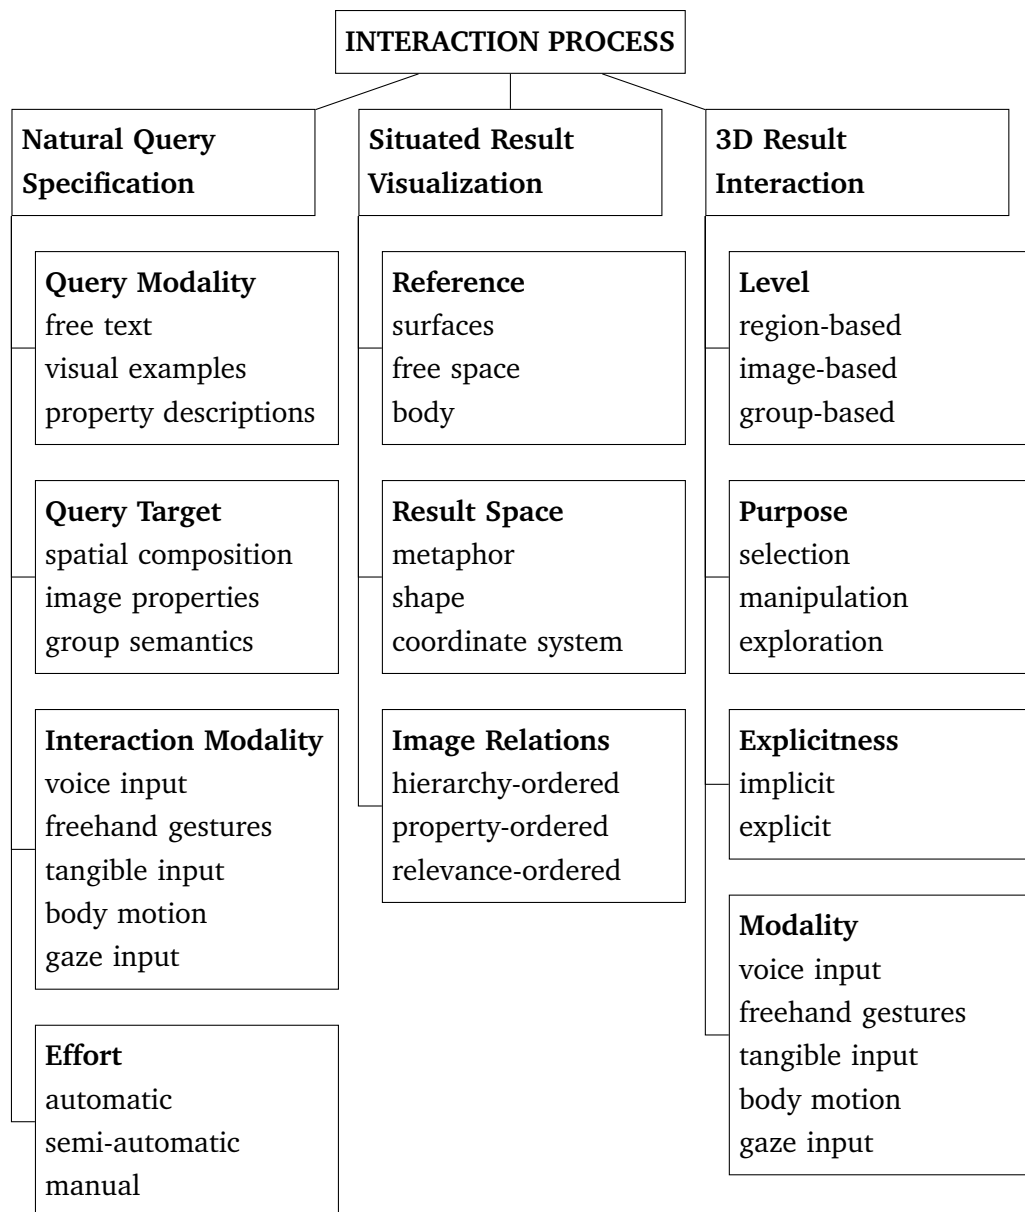 INTERACTION PROCESS
Natural Query
Specification
Query Modality
free text
visual examples
property descriptions
Query Target
spatial composition
image properties
group semantics
Interaction Modality
voice input
freehand gestures
tangible input
body motion
gaze input
Effort
automatic
semi-automatic
manual
Situated Result
Visualization
Reference
surfaces
free space
body
Result Space
metaphor
shape
coordinate system
Image Relations
hierarchy-ordered
property-ordered
relevance-ordered
3D Result
Interaction
Level
region-based
image-based
group-based
Purpose
selection
manipulation
exploration
Explicitness
implicit
explicit
Modality
voice input
freehand gestures
tangible input
body motion
gaze input